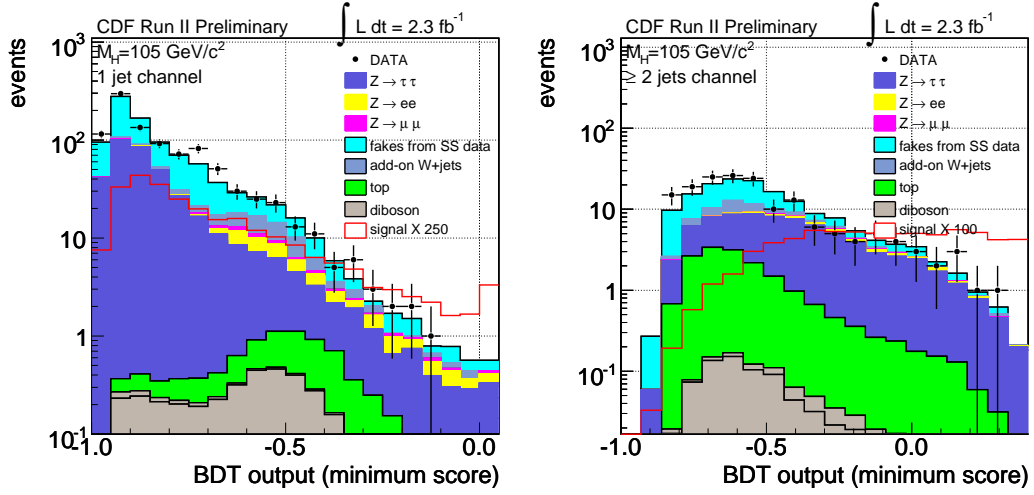 CDF Run II Preliminary ∫ L dt = 2.3 fb⁻¹
M_H=105 GeV/c²
1 jet channel
events
10³
10²
10
1
10⁻¹
DATA
Z → τ τ
Z → ee
Z → μ μ
fakes from SS data
add-on W+jets
top
diboson
signal X 250
-1.0 -0.5 0.0
BDT output (minimum score)
CDF Run II Preliminary ∫ L dt = 2.3 fb⁻¹
M_H=105 GeV/c²
≥ 2 jets channel
events
10³
10²
10
1
10⁻¹
DATA
Z → τ τ
Z → ee
Z → μ μ
fakes from SS data
add-on W+jets
top
diboson
signal X 100
-1.0 -0.5 0.0
BDT output (minimum score)